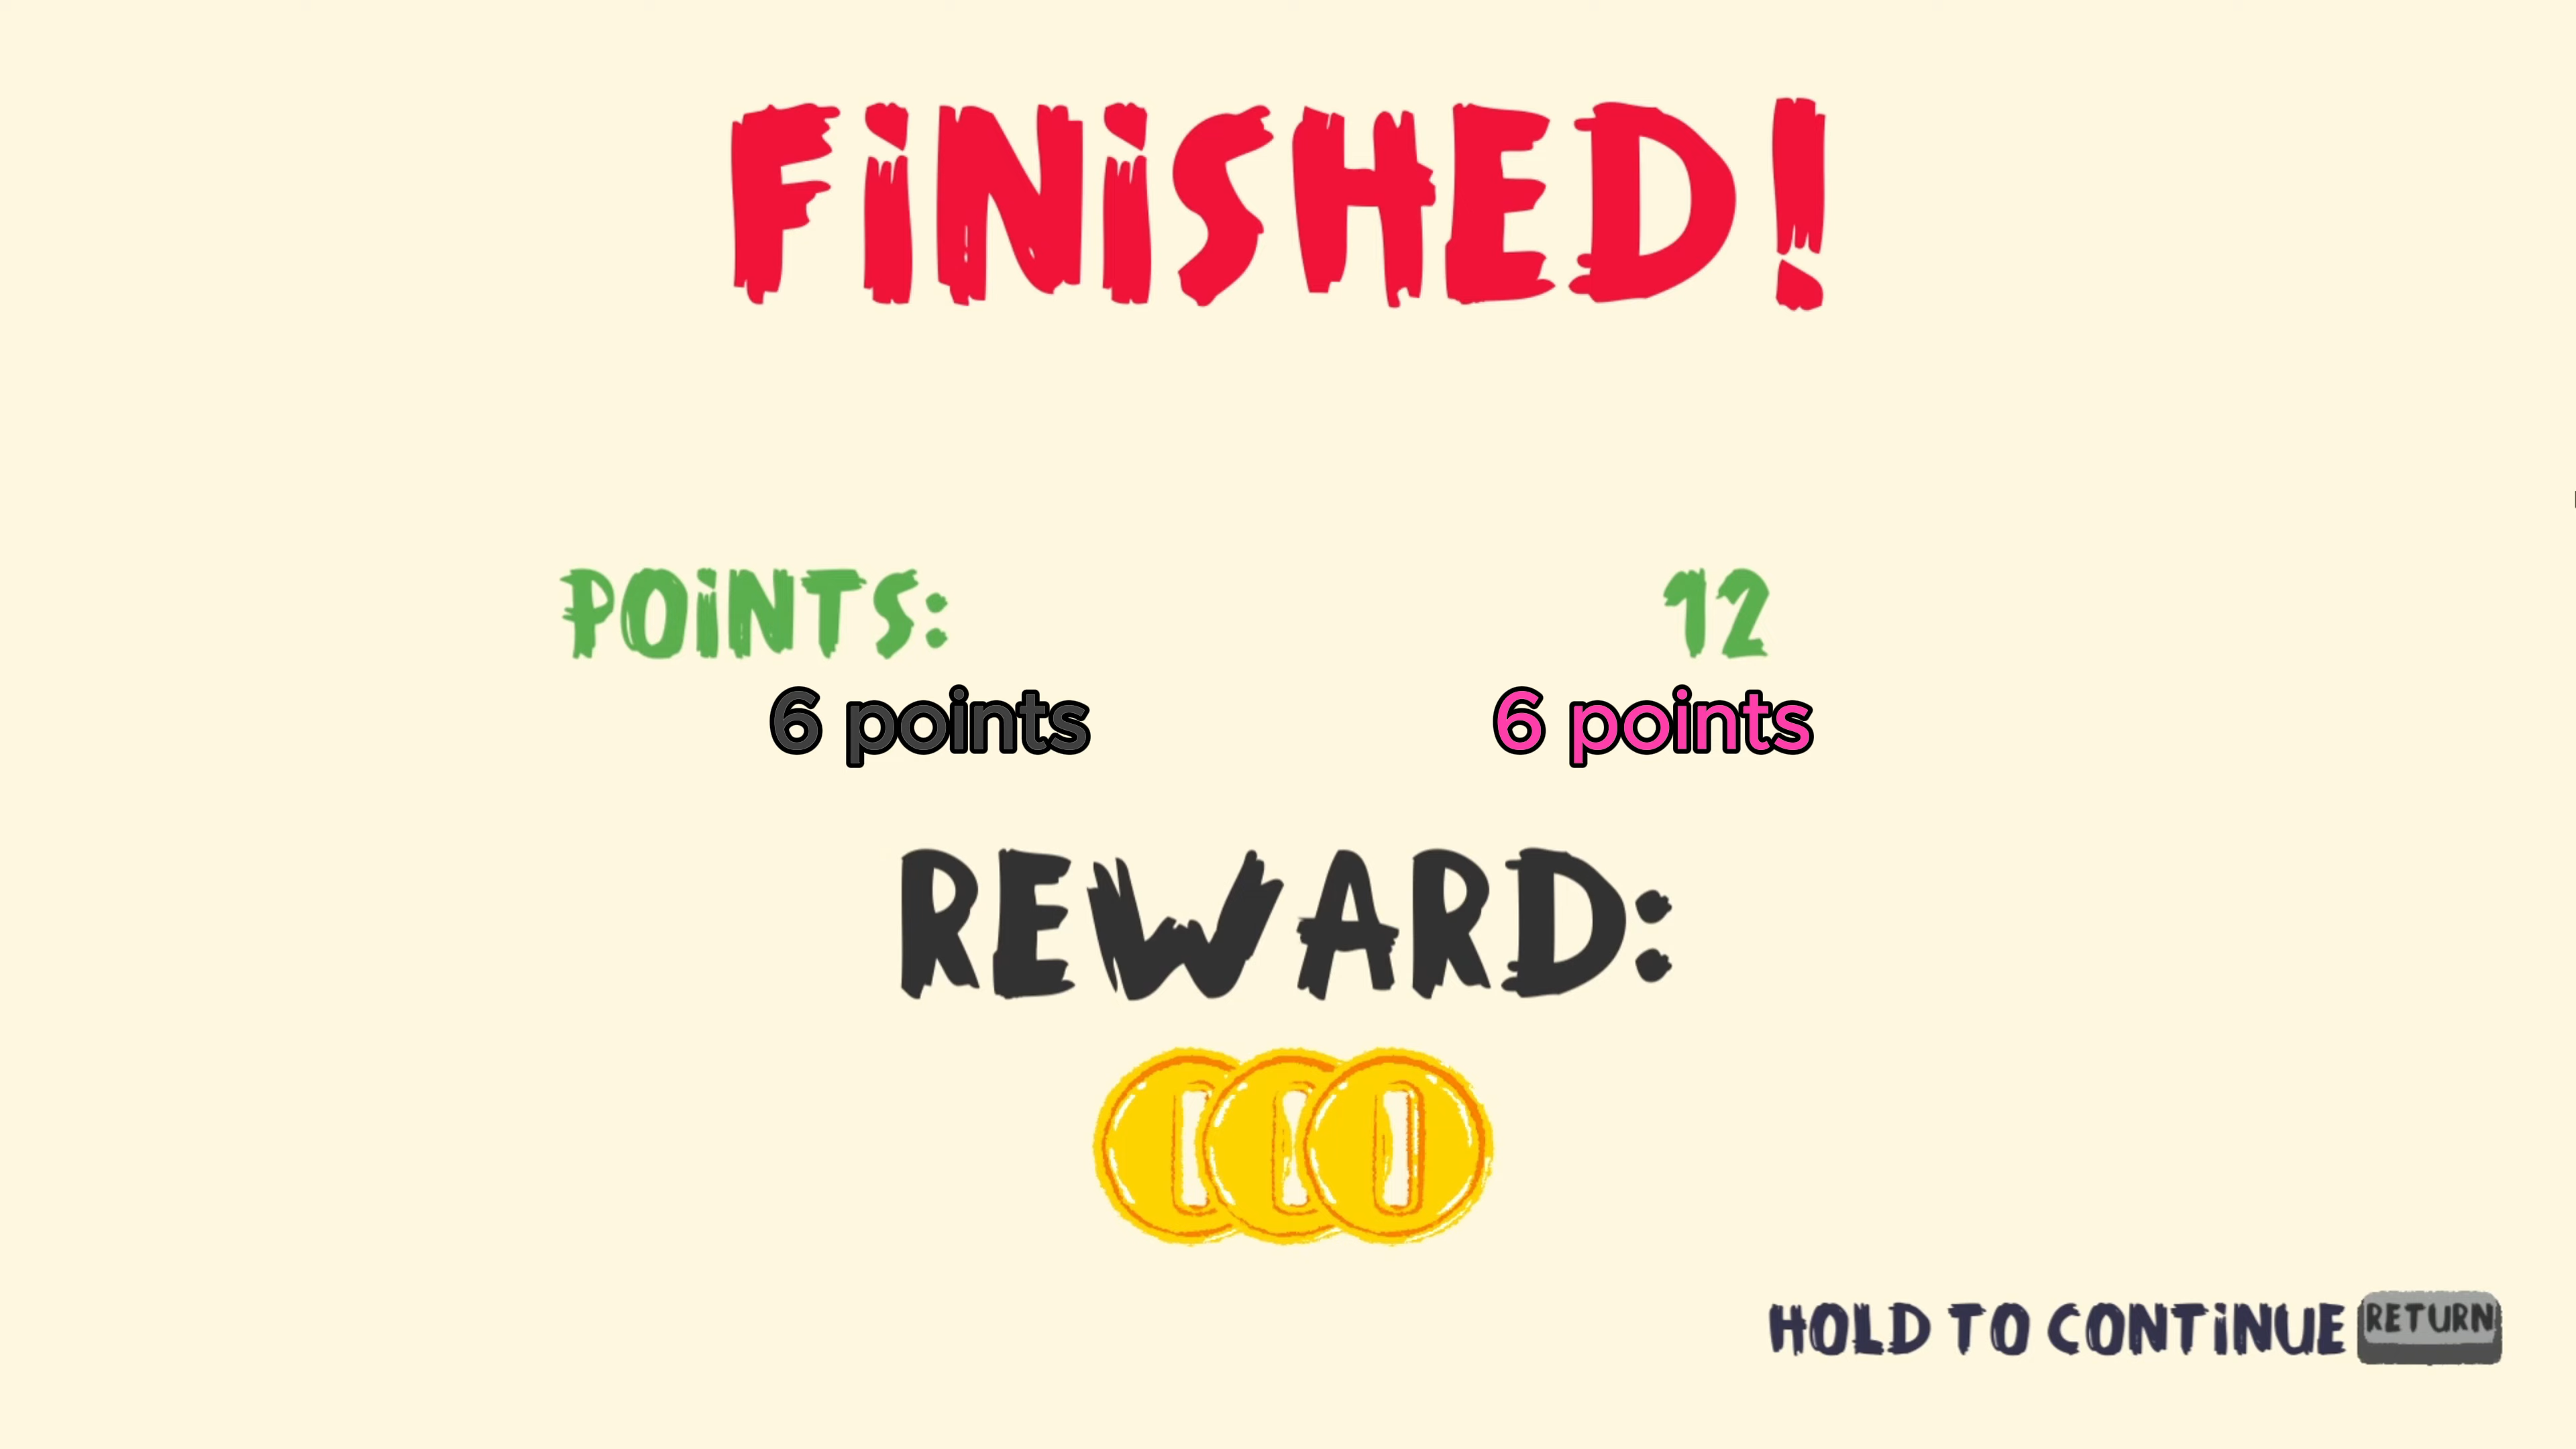 FINISHED!
POINTS: 12
6 points 6 points
REWARD:
HOLD TO CONTINUE RETURN